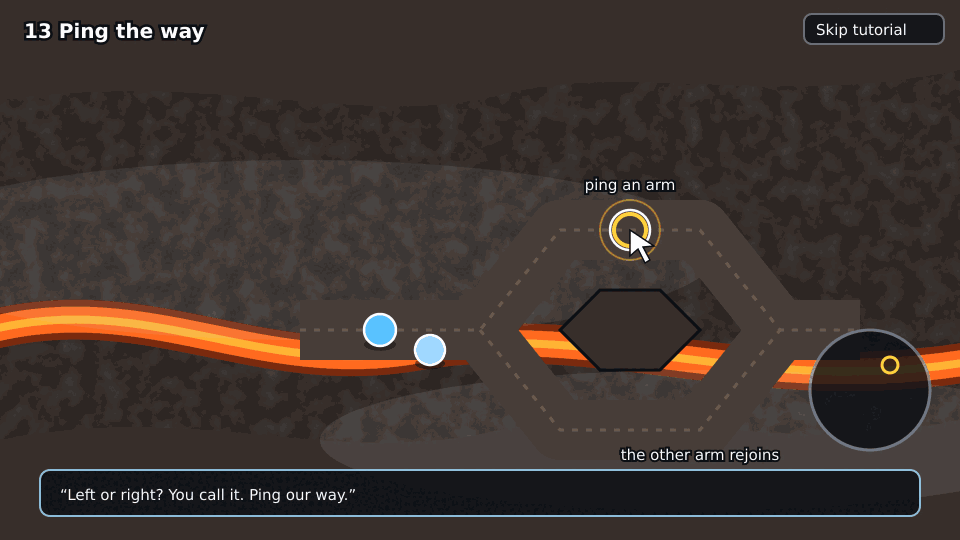 13 Ping the way
Skip tutorial
ping an arm
the other arm rejoins
“Left or right? You call it. Ping our way.”